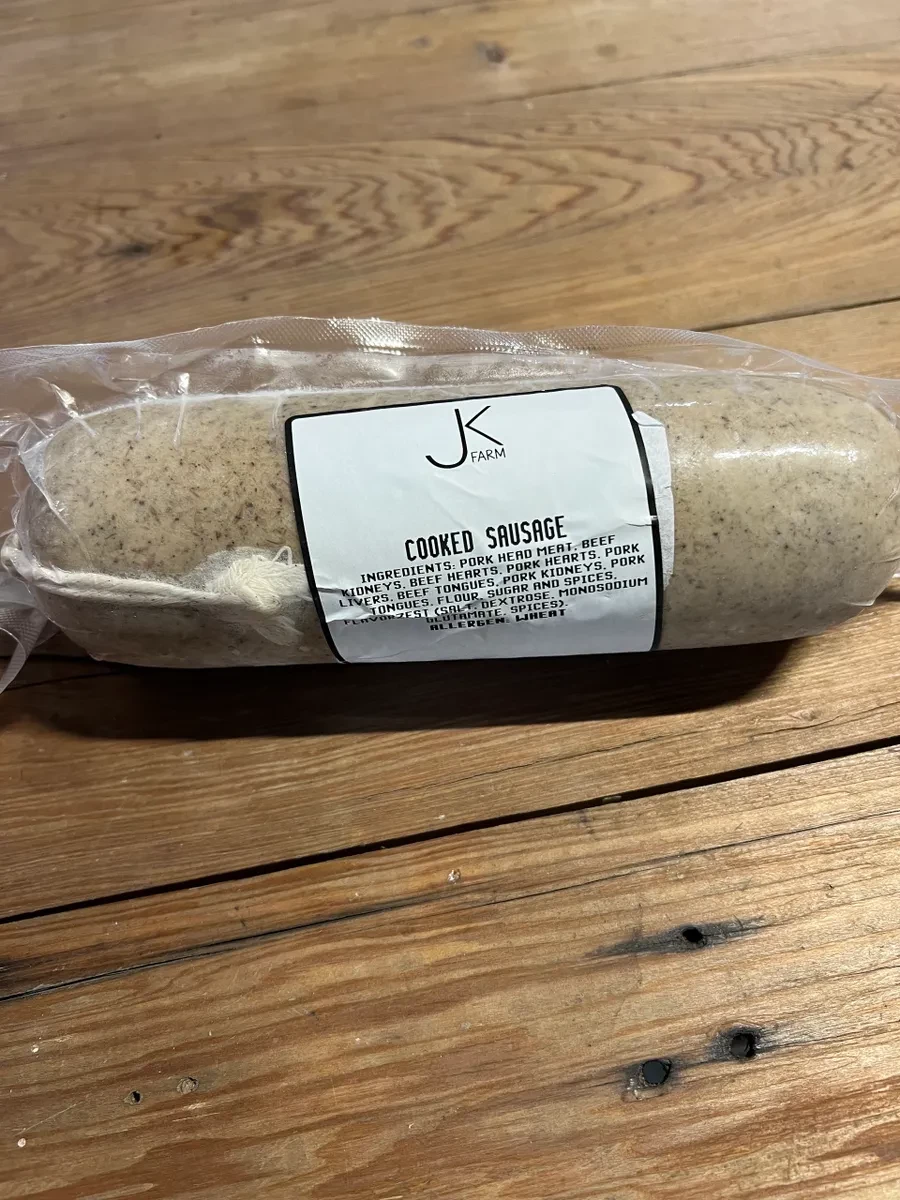 JK
FARM
COOKED SAUSAGE
INGREDIENTS: PORK HEAD MEAT, BEEF
KIDNEYS, BEEF HEARTS, PORK HEARTS, PORK
LIVERS, BEEF TONGUES, PORK KIDNEYS, PORK
TONGUES, FLOUR, SUGAR AND SPICES,
FLAVORZEST (SALT, DEXTROSE, MONOSODIUM
GLUTAMATE, SPICES).
ALLERGEN: WHEAT